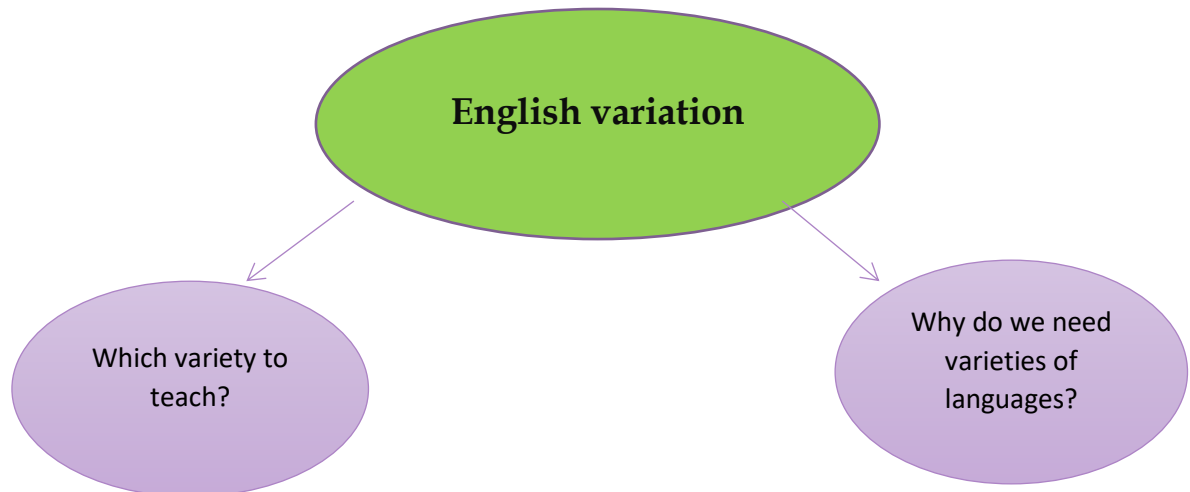 English variation
Which variety to
teach?
Why do we need
varieties of
languages?